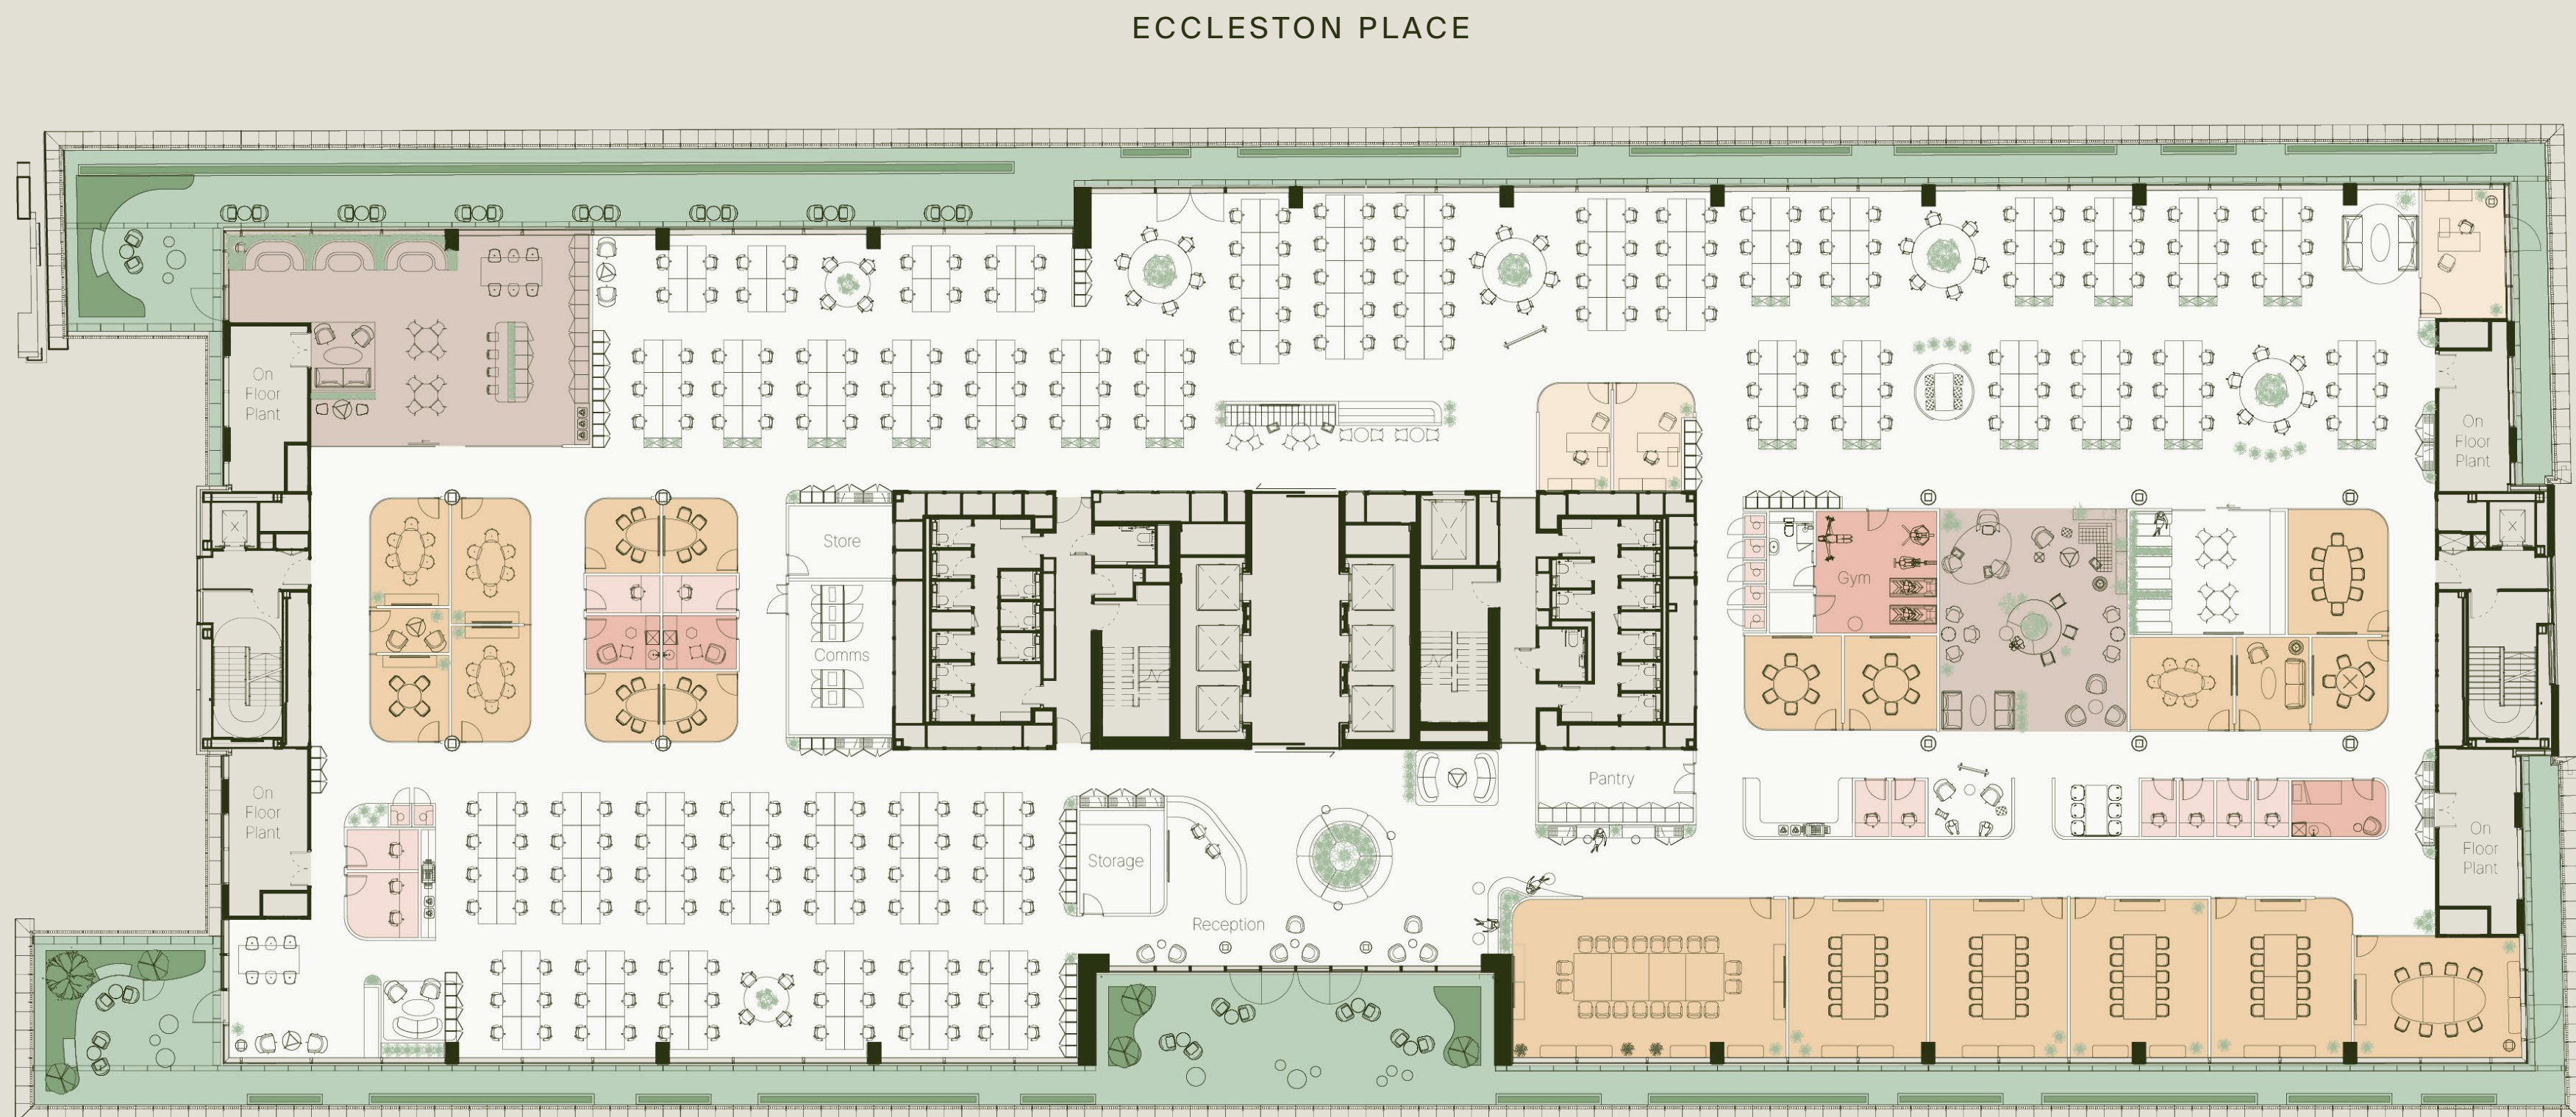 ECCLESTON PLACE
On
Floor
Plant
On
Floor
Plant
Store
Gym
Comms
Pantry
On
Floor
Plant
Storage
On
Floor
Plant
Reception